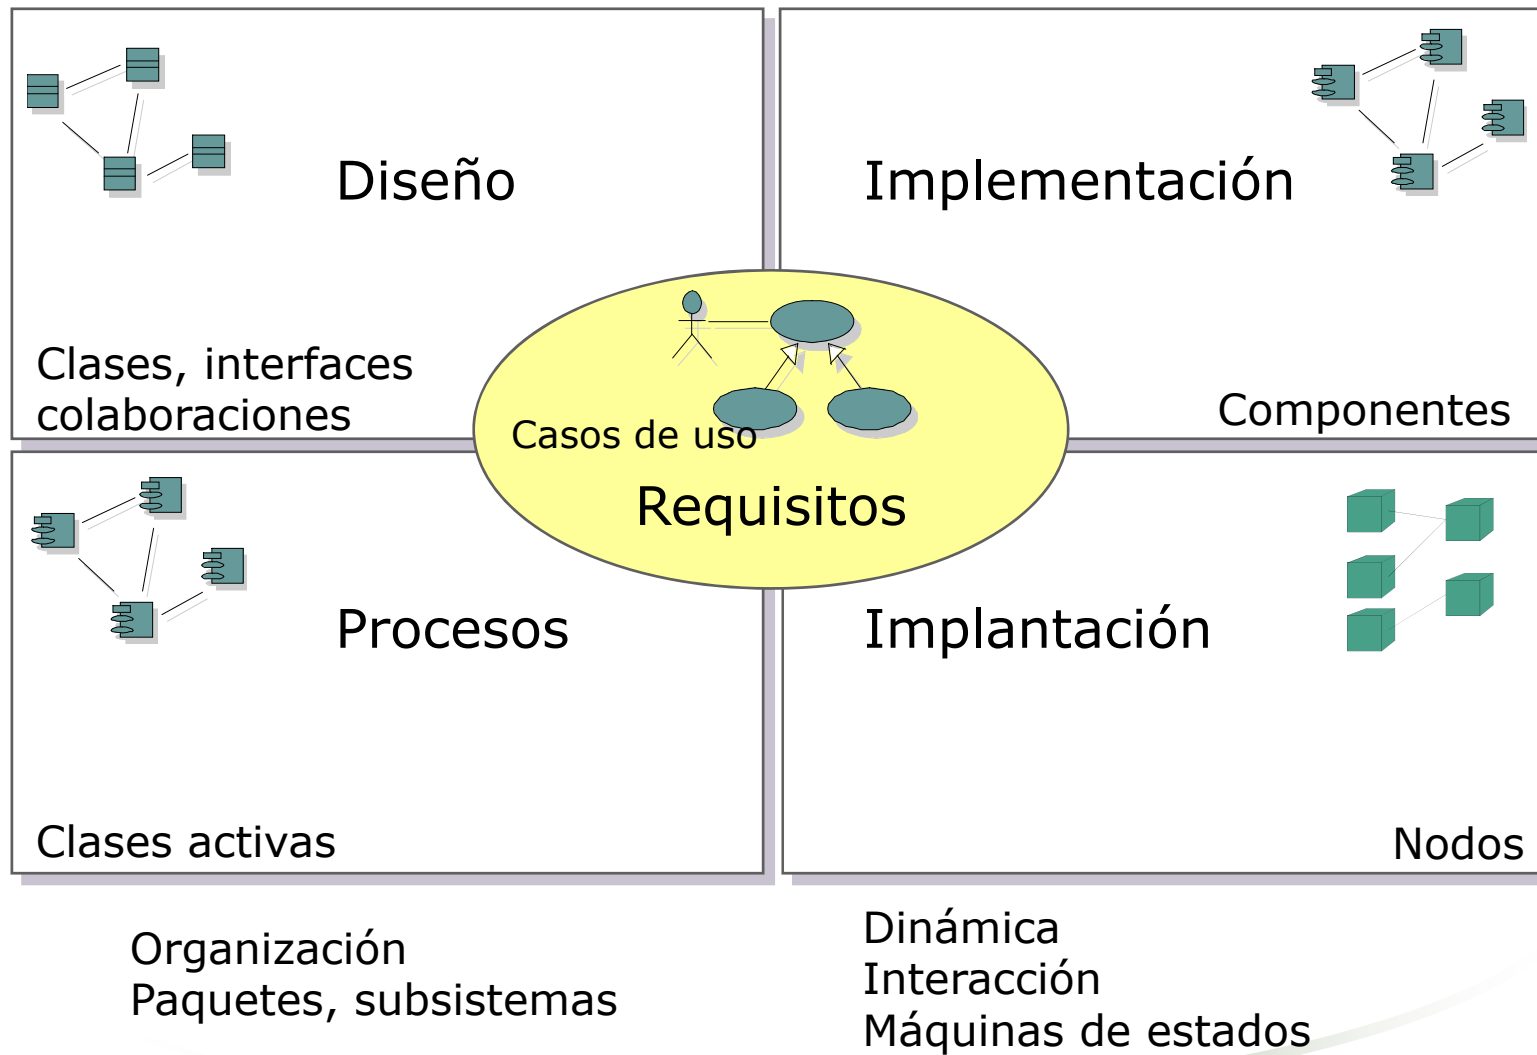 Diseño
Implementación
Clases, interfaces
colaboraciones
Componentes
Casos de uso
Requisitos
Procesos
Implantación
Clases activas
Nodos
Organización
Paquetes, subsistemas
Dinámica
Interacción
Máquinas de estados